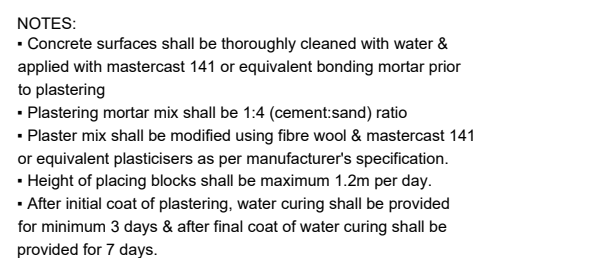 NOTES:
▪ Concrete surfaces shall be thoroughly cleaned with water &
applied with mastercast 141 or equivalent bonding mortar prior
to plastering
▪ Plastering mortar mix shall be 1:4 (cement:sand) ratio
▪ Plaster mix shall be modified using fibre wool & mastercast 141
or equivalent plasticisers as per manufacturer's specification.
▪ Height of placing blocks shall be maximum 1.2m per day.
▪ After initial coat of plastering, water curing shall be provided
for minimum 3 days & after final coat of water curing shall be
provided for 7 days.